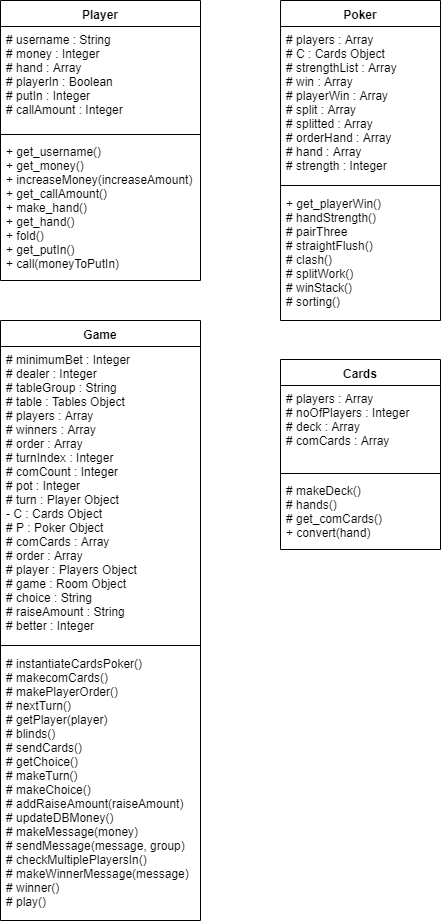 Player
# username : String
# money : Integer
# hand : Array
# playerIn : Boolean
# putIn : Integer
# callAmount : Integer
+ get_username()
+ get_money()
+ increaseMoney(increaseAmount)
+ get_callAmount()
+ make_hand()
+ get_hand()
+ fold()
+ get_putIn()
+ call(moneyToPutIn)
Poker
# players : Array
# C : Cards Object
# strengthList : Array
# win : Array
# playerWin : Array
# split : Array
# splitted : Array
# orderHand : Array
# hand : Array
# strength : Integer
+ get_playerWin()
# handStrength()
# pairThree
# straightFlush()
# clash()
# splitWork()
# winStack()
# sorting()
Game
# minimumBet : Integer
# dealer : Integer
# tableGroup : String
# table : Tables Object
# players : Array
# winners : Array
# order : Array
# turnIndex : Integer
# comCount : Integer
# pot : Integer
# turn : Player Object
- C : Cards Object
# P : Poker Object
# comCards : Array
# order : Array
# player : Players Object
# game : Room Object
# choice : String
# raiseAmount : String
# better : Integer
# instantiateCardsPoker()
# makecomCards()
# makePlayerOrder()
# nextTurn()
# getPlayer(player)
# blinds()
# sendCards()
# getChoice()
# makeTurn()
# makeChoice()
# addRaiseAmount(raiseAmount)
# updateDBMoney()
# makeMessage(money)
# sendMessage(message, group)
# checkMultiplePlayersIn()
# makeWinnerMessage(message)
# winner()
# play()
Cards
# players : Array
# noOfPlayers : Integer
# deck : Array
# comCards : Array
# makeDeck()
# hands()
# get_comCards()
+ convert(hand)